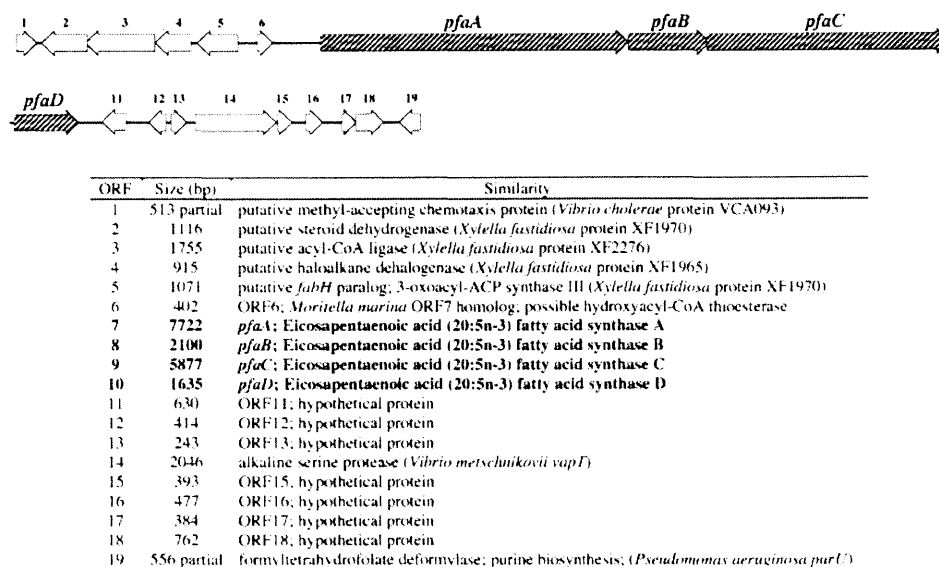 1 2 3 4 5 6 pfaA pfaB pfaC
pfaD 11 12 13 14 15 16 17 18 19
ORF Size (bp) Similarity
1 513 partial putative methyl-accepting chemotaxis protein (Vibrio cholerae protein VCA093)
2 1116 putative steroid dehydrogenase (Xylella fastidiosa protein XF1970)
3 1755 putative acyl-CoA ligase (Xylella fastidiosa protein XF2276)
4 915 putative haloalkane dehalogenase (Xylella fastidiosa protein XF1965)
5 1071 putative fabH paralog; 3-oxoacyl-ACP synthase III (Xylella fastidiosa protein XF1970)
6 402 ORF6; Moritella marina ORF7 homolog; possible hydroxyacyl-CoA thioesterase
7 7722 pfaA; Eicosapentaenoic acid (20:5n-3) fatty acid synthase A
8 2100 pfaB; Eicosapentaenoic acid (20:5n-3) fatty acid synthase B
9 5877 pfaC; Eicosapentaenoic acid (20:5n-3) fatty acid synthase C
10 1635 pfaD; Eicosapentaenoic acid (20:5n-3) fatty acid synthase D
11 630 ORF11; hypothetical protein
12 414 ORF12; hypothetical protein
13 243 ORF13; hypothetical protein
14 2046 alkaline serine protease (Vibrio metschnikovii vapT)
15 393 ORF15, hypothetical protein
16 477 ORF16; hypothetical protein
17 384 ORF17; hypothetical protein
18 762 ORF18, hypothetical protein
19 556 partial formyltetrahydrofolate deformylase; purine biosynthesis; (Pseudomonas aeruginosa purU)